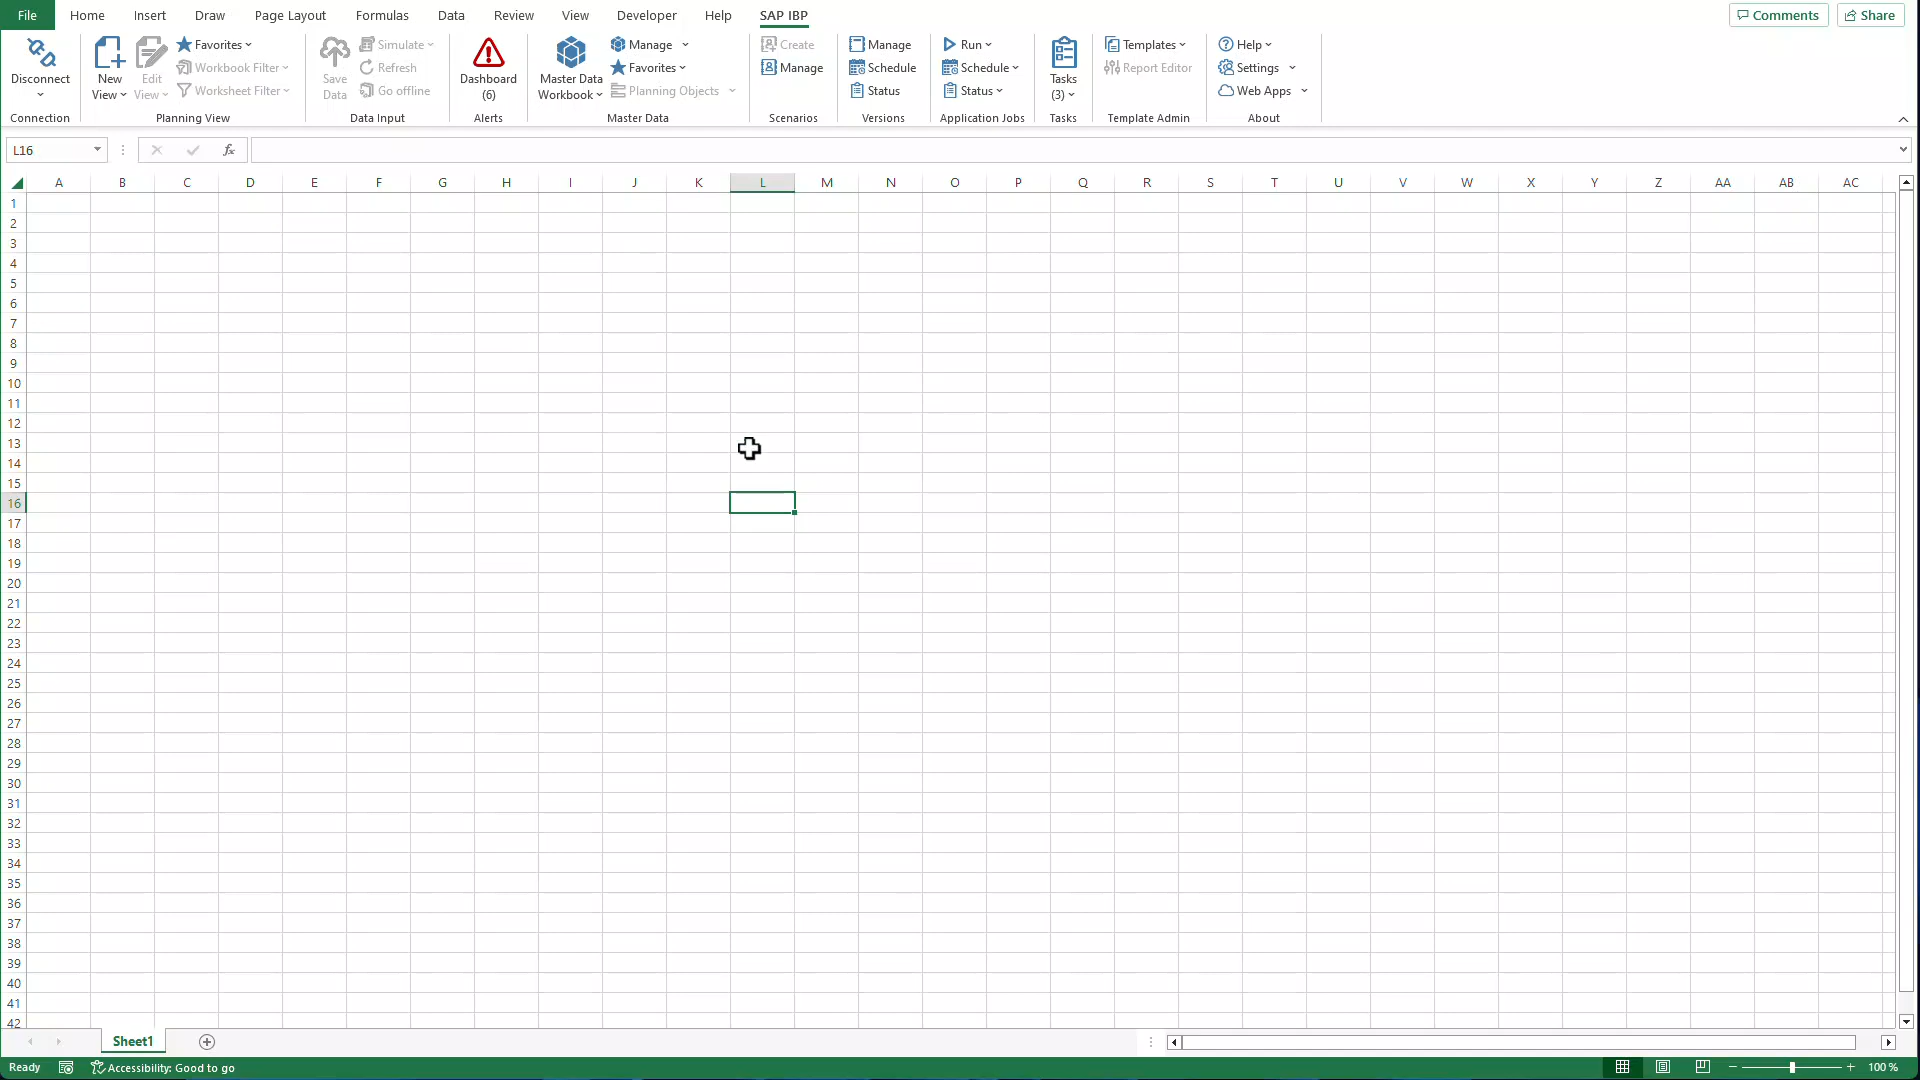 File Home Insert Draw Page Layout Formulas Data Review View Developer Help SAP IBP Comments Share
Disconnect
Connection
New View
Edit View
Favorites
Workbook Filter
Worksheet Filter
Planning View
Save Data
Simulate
Refresh
Go offline
Data Input
Dashboard
(6)
Alerts
Master Data
Workbook
Manage
Favorites
Planning Objects
Master Data
Create
Manage
Scenarios
Manage
Schedule
Status
Versions
Run
Schedule
Status
Application Jobs
Tasks
(3)
Tasks
Templates
Report Editor
Template Admin
Help
Settings
Web Apps
About
L16
fx
A B C D E F G H I J K L M N O P Q R S T U V W X Y Z AA AB AC
1
2
3
4
5
6
7
8
9
10
11
12
13
14
15
16
17
18
19
20
21
22
23
24
25
26
27
28
29
30
31
32
33
34
35
36
37
38
39
40
41
42
Sheet1
Ready Accessibility: Good to go 100 %